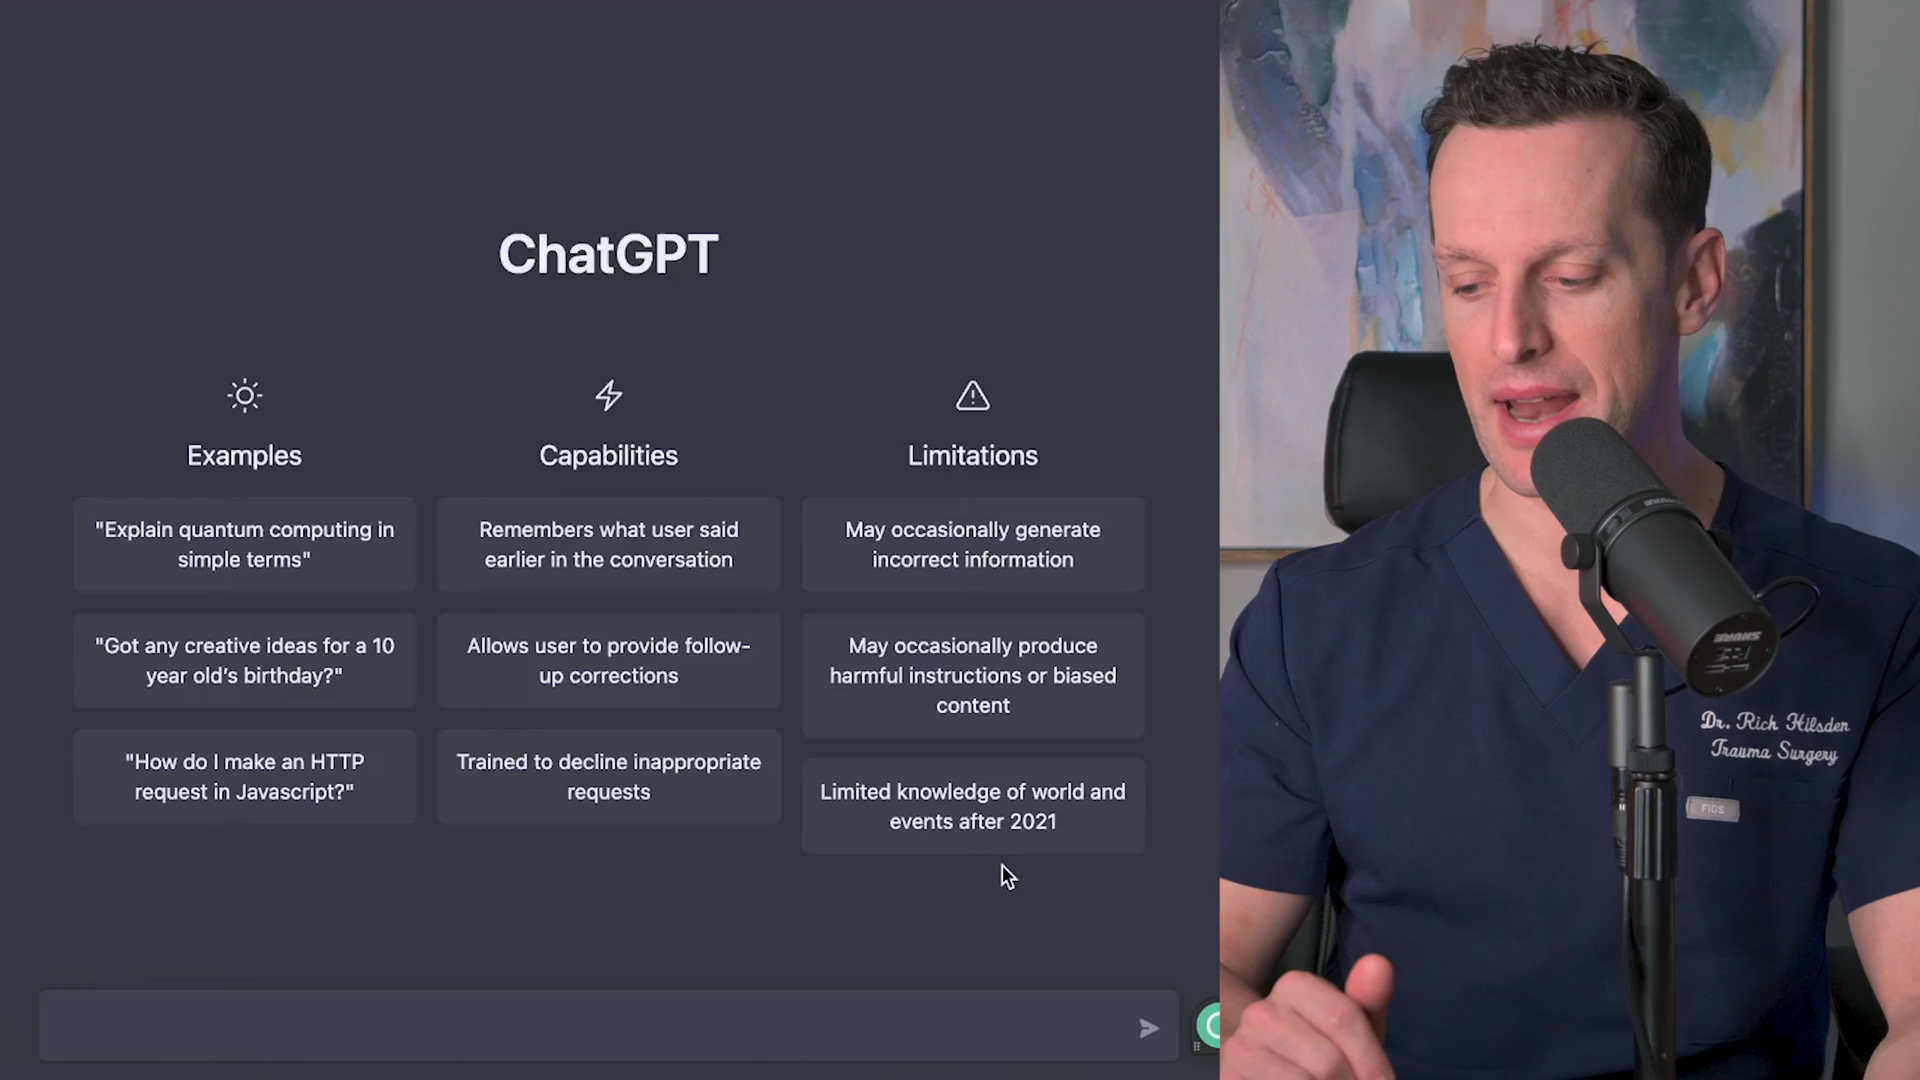 ChatGPT
Examples
"Explain quantum computing in
simple terms"
"Got any creative ideas for a 10
year old's birthday?"
"How do I make an HTTP
request in Javascript?"
Capabilities
Remembers what user said
earlier in the conversation
Allows user to provide follow-
up corrections
Trained to decline inappropriate
requests
Limitations
May occasionally generate
incorrect information
May occasionally produce
harmful instructions or biased
content
Limited knowledge of world and
events after 2021
SHURE
Dr. Rich Hilsden
Trauma Surgery
FIGS